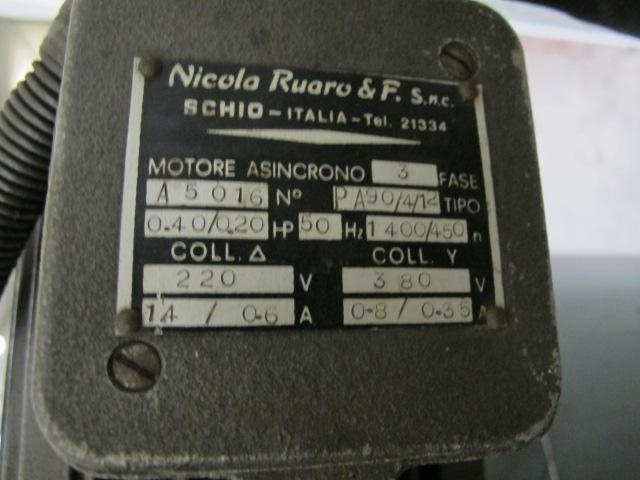 Nicola Ruaro & F. S.n.c.
SCHIO-ITALIA-Tel. 21334
MOTORE ASINCRONO 3 FASE
A 5016 Nº PA90/4/12 TIPO
0.40/0.20 HP 50 Hz 1400/450 n
COLL. Δ COLL. Y
220 V 380 V
1.4 / 0.6 A 0.8 / 0.35 A